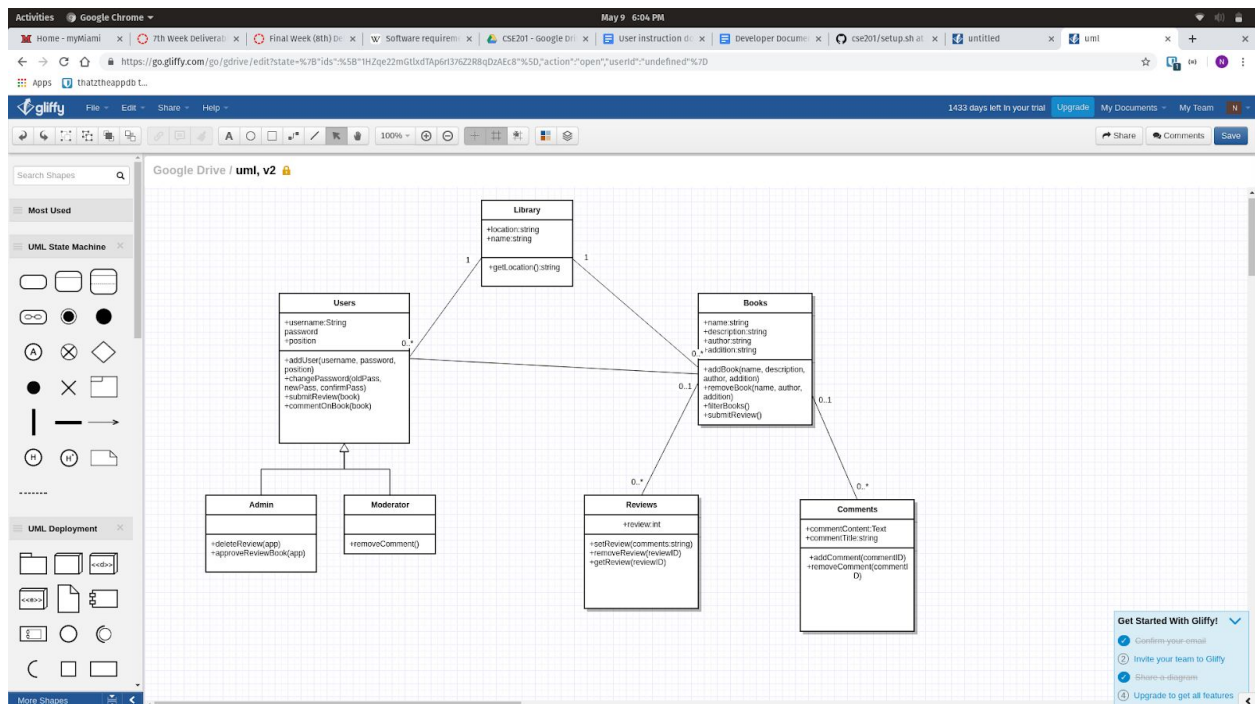 Activities Google Chrome May 9 6:04 PM
Home - myMiami 7th Week Deliverab Final Week (8th) De Software requirem CSE201 - Google Dri User instruction do Developer Documen cse201/setup.sh at untitled uml
https://go.gliffy.com/go/gdrive/edit?state=%7B"ids":%5B"
Apps thatztheappdb t...
gliffy File Edit Share Help 1433 days left in your trial Upgrade My Documents My Team N
A 100% Share Comments Save
Search Shapes
Google Drive / uml, v2
Most Used
UML State Machine
A
H H*
UML Deployment
<<d>>
<<e>>
More Shapes
Library
+location:string
+name:string
+getLocation():string
1
1
Users
+username:String
password
+position
0..*
+addUser(username, password,
position)
+changePassword(oldPass,
newPass, confirmPass)
+submitReview(book)
+commentOnBook(book)
Books
+name:string
+description:string
+author:string
+addition:string
0..*
+addBook(name, description,
author, addition)
+removeBook(name, author,
addition)
+filterBooks()
+submitReview()
0..1
0..1
0..*
0..*
Admin
+deleteReview(app)
+approveReviewBook(app)
Moderator
+removeComment()
Reviews
+review:int
+setReview(comments:string)
+removeReview(reviewID)
+getReview(reviewID)
Comments
+commentContent:Text
+commentTitle:string
+addComment(commentID)
+removeComment(commentI
D)
Get Started With Gliffy!
Confirm your email
2 Invite your team to Gliffy
Share a diagram
4 Upgrade to get all features